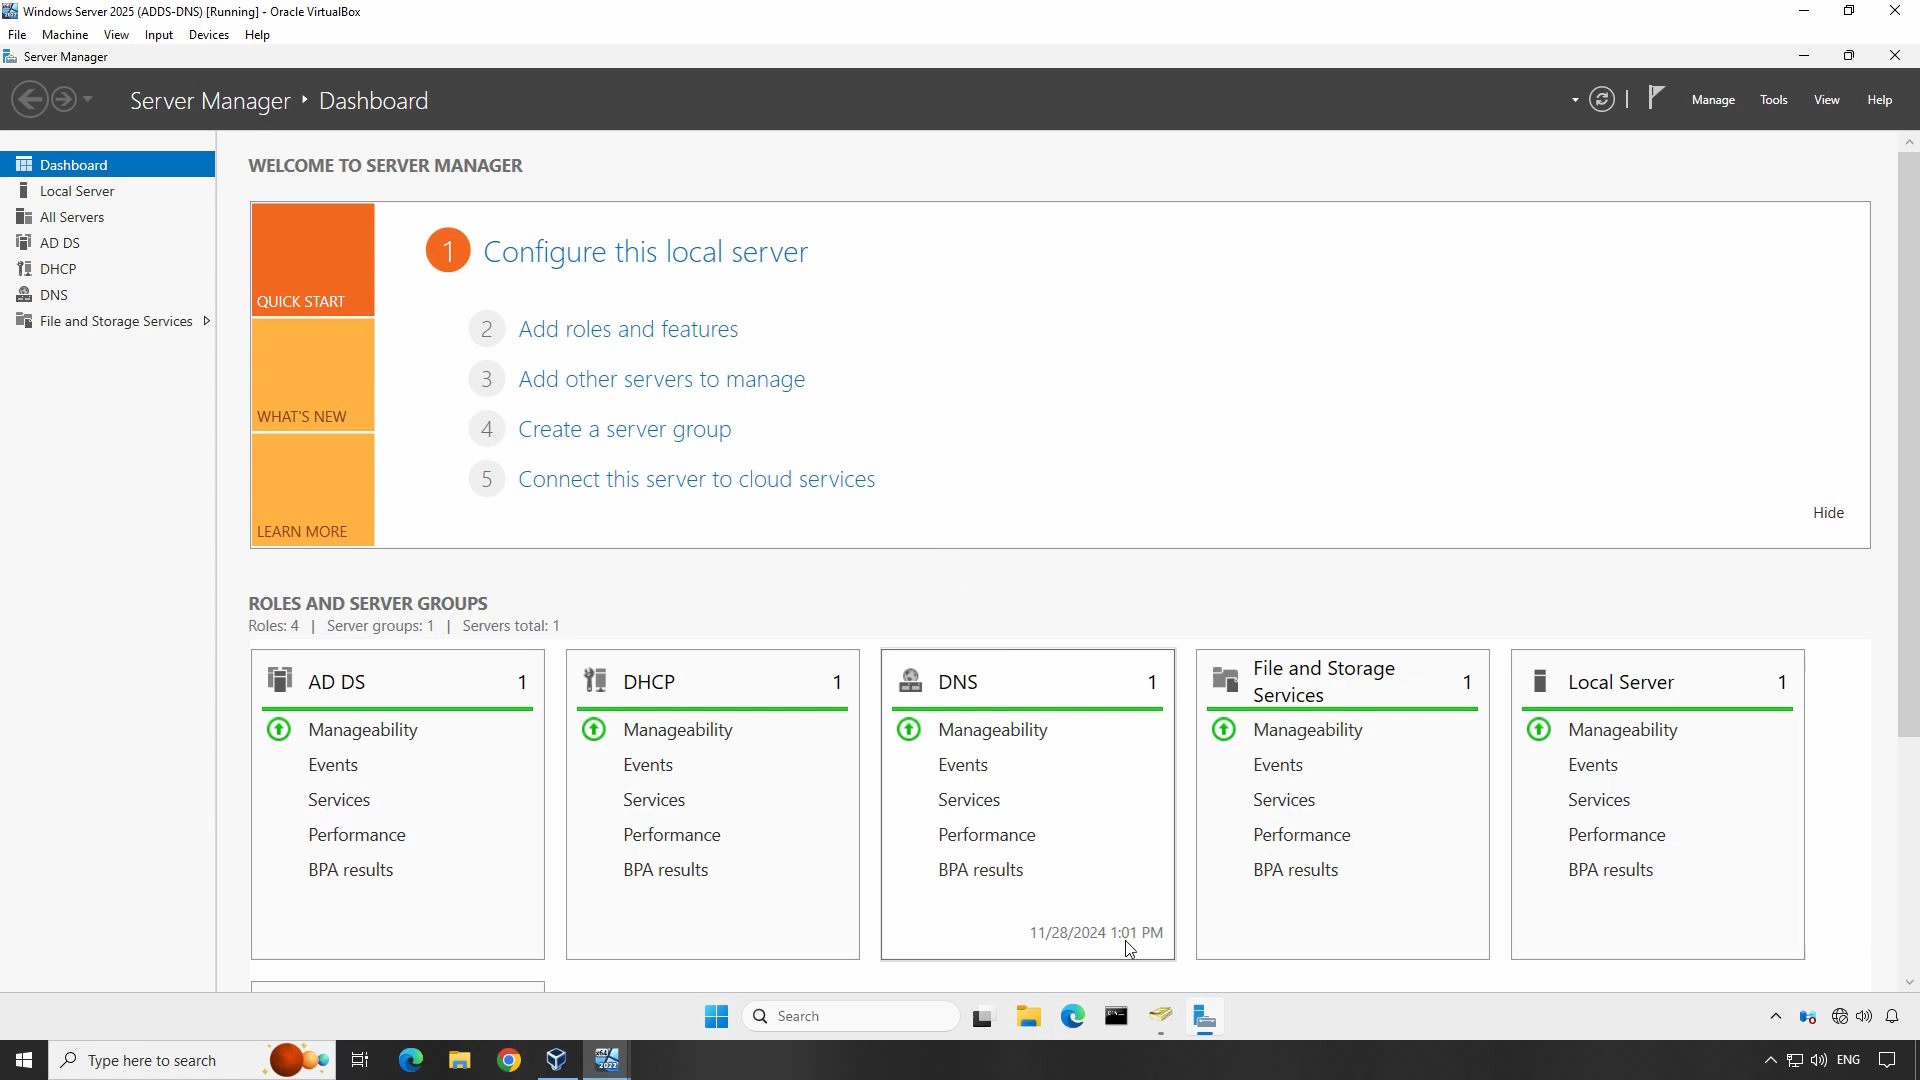 Windows Server 2025 (ADDS-DNS) [Running] - Oracle VirtualBox
File Machine View Input Devices Help
Server Manager
Server Manager Dashboard
Manage Tools View Help
Dashboard
Local Server
All Servers
AD DS
DHCP
DNS
File and Storage Services
WELCOME TO SERVER MANAGER
QUICK START
WHAT'S NEW
LEARN MORE
1 Configure this local server
2 Add roles and features
3 Add other servers to manage
4 Create a server group
5 Connect this server to cloud services
Hide
ROLES AND SERVER GROUPS
Roles: 4 | Server groups: 1 | Servers total: 1
AD DS 1
Manageability
Events
Services
Performance
BPA results
DHCP 1
Manageability
Events
Services
Performance
BPA results
DNS 1
Manageability
Events
Services
Performance
BPA results
11/28/2024 1:01 PM
File and Storage
Services 1
Manageability
Events
Services
Performance
BPA results
Local Server 1
Manageability
Events
Services
Performance
BPA results
Search
Type here to search
ENG